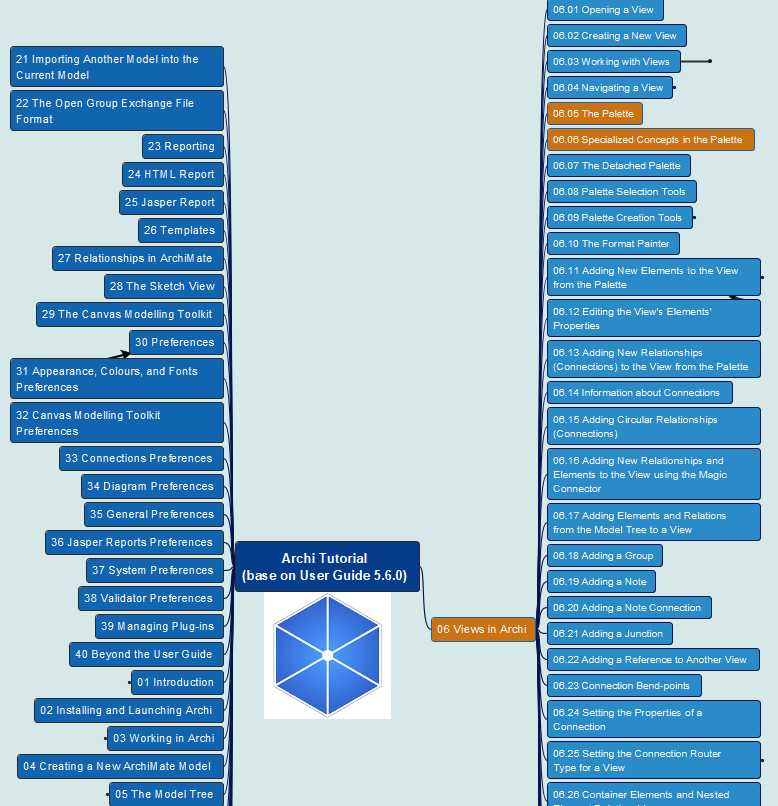 21 Importing Another Model into the
Current Model
22 The Open Group Exchange File
Format
23 Reporting
24 HTML Report
25 Jasper Report
26 Templates
27 Relationships in ArchiMate
28 The Sketch View
29 The Canvas Modelling Toolkit
30 Preferences
31 Appearance, Colours, and Fonts
Preferences
32 Canvas Modelling Toolkit
Preferences
33 Connections Preferences
34 Diagram Preferences
35 General Preferences
36 Jasper Reports Preferences
37 System Preferences
38 Validator Preferences
39 Managing Plug-ins
40 Beyond the User Guide
01 Introduction
02 Installing and Launching Archi
03 Working in Archi
04 Creating a New ArchiMate Model
05 The Model Tree
Archi Tutorial
(base on User Guide 5.6.0)
06 Views in Archi
06.01 Opening a View
06.02 Creating a New View
06.03 Working with Views
06.04 Navigating a View
06.05 The Palette
06.06 Specialized Concepts in the Palette
06.07 The Detached Palette
06.08 Palette Selection Tools
06.09 Palette Creation Tools
06.10 The Format Painter
06.11 Adding New Elements to the View
from the Palette
06.12 Editing the View's Elements'
Properties
06.13 Adding New Relationships
(Connections) to the View from the Palette
06.14 Information about Connections
06.15 Adding Circular Relationships
(Connections)
06.16 Adding New Relationships and
Elements to the View using the Magic
Connector
06.17 Adding Elements and Relations
from the Model Tree to a View
06.18 Adding a Group
06.19 Adding a Note
06.20 Adding a Note Connection
06.21 Adding a Junction
06.22 Adding a Reference to Another View
06.23 Connection Bend-points
06.24 Setting the Properties of a
Connection
06.25 Setting the Connection Router
Type for a View
06.26 Container Elements and Nested